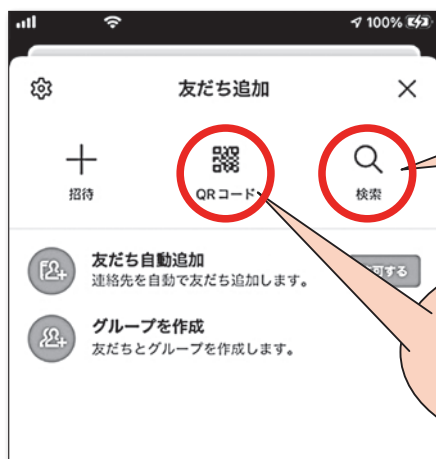 100%
友だち追加
招待
QRコード
検索
友だち自動追加
連絡先を自動で友だち追加します。
可する
グループを作成
友だちとグループを作成します。